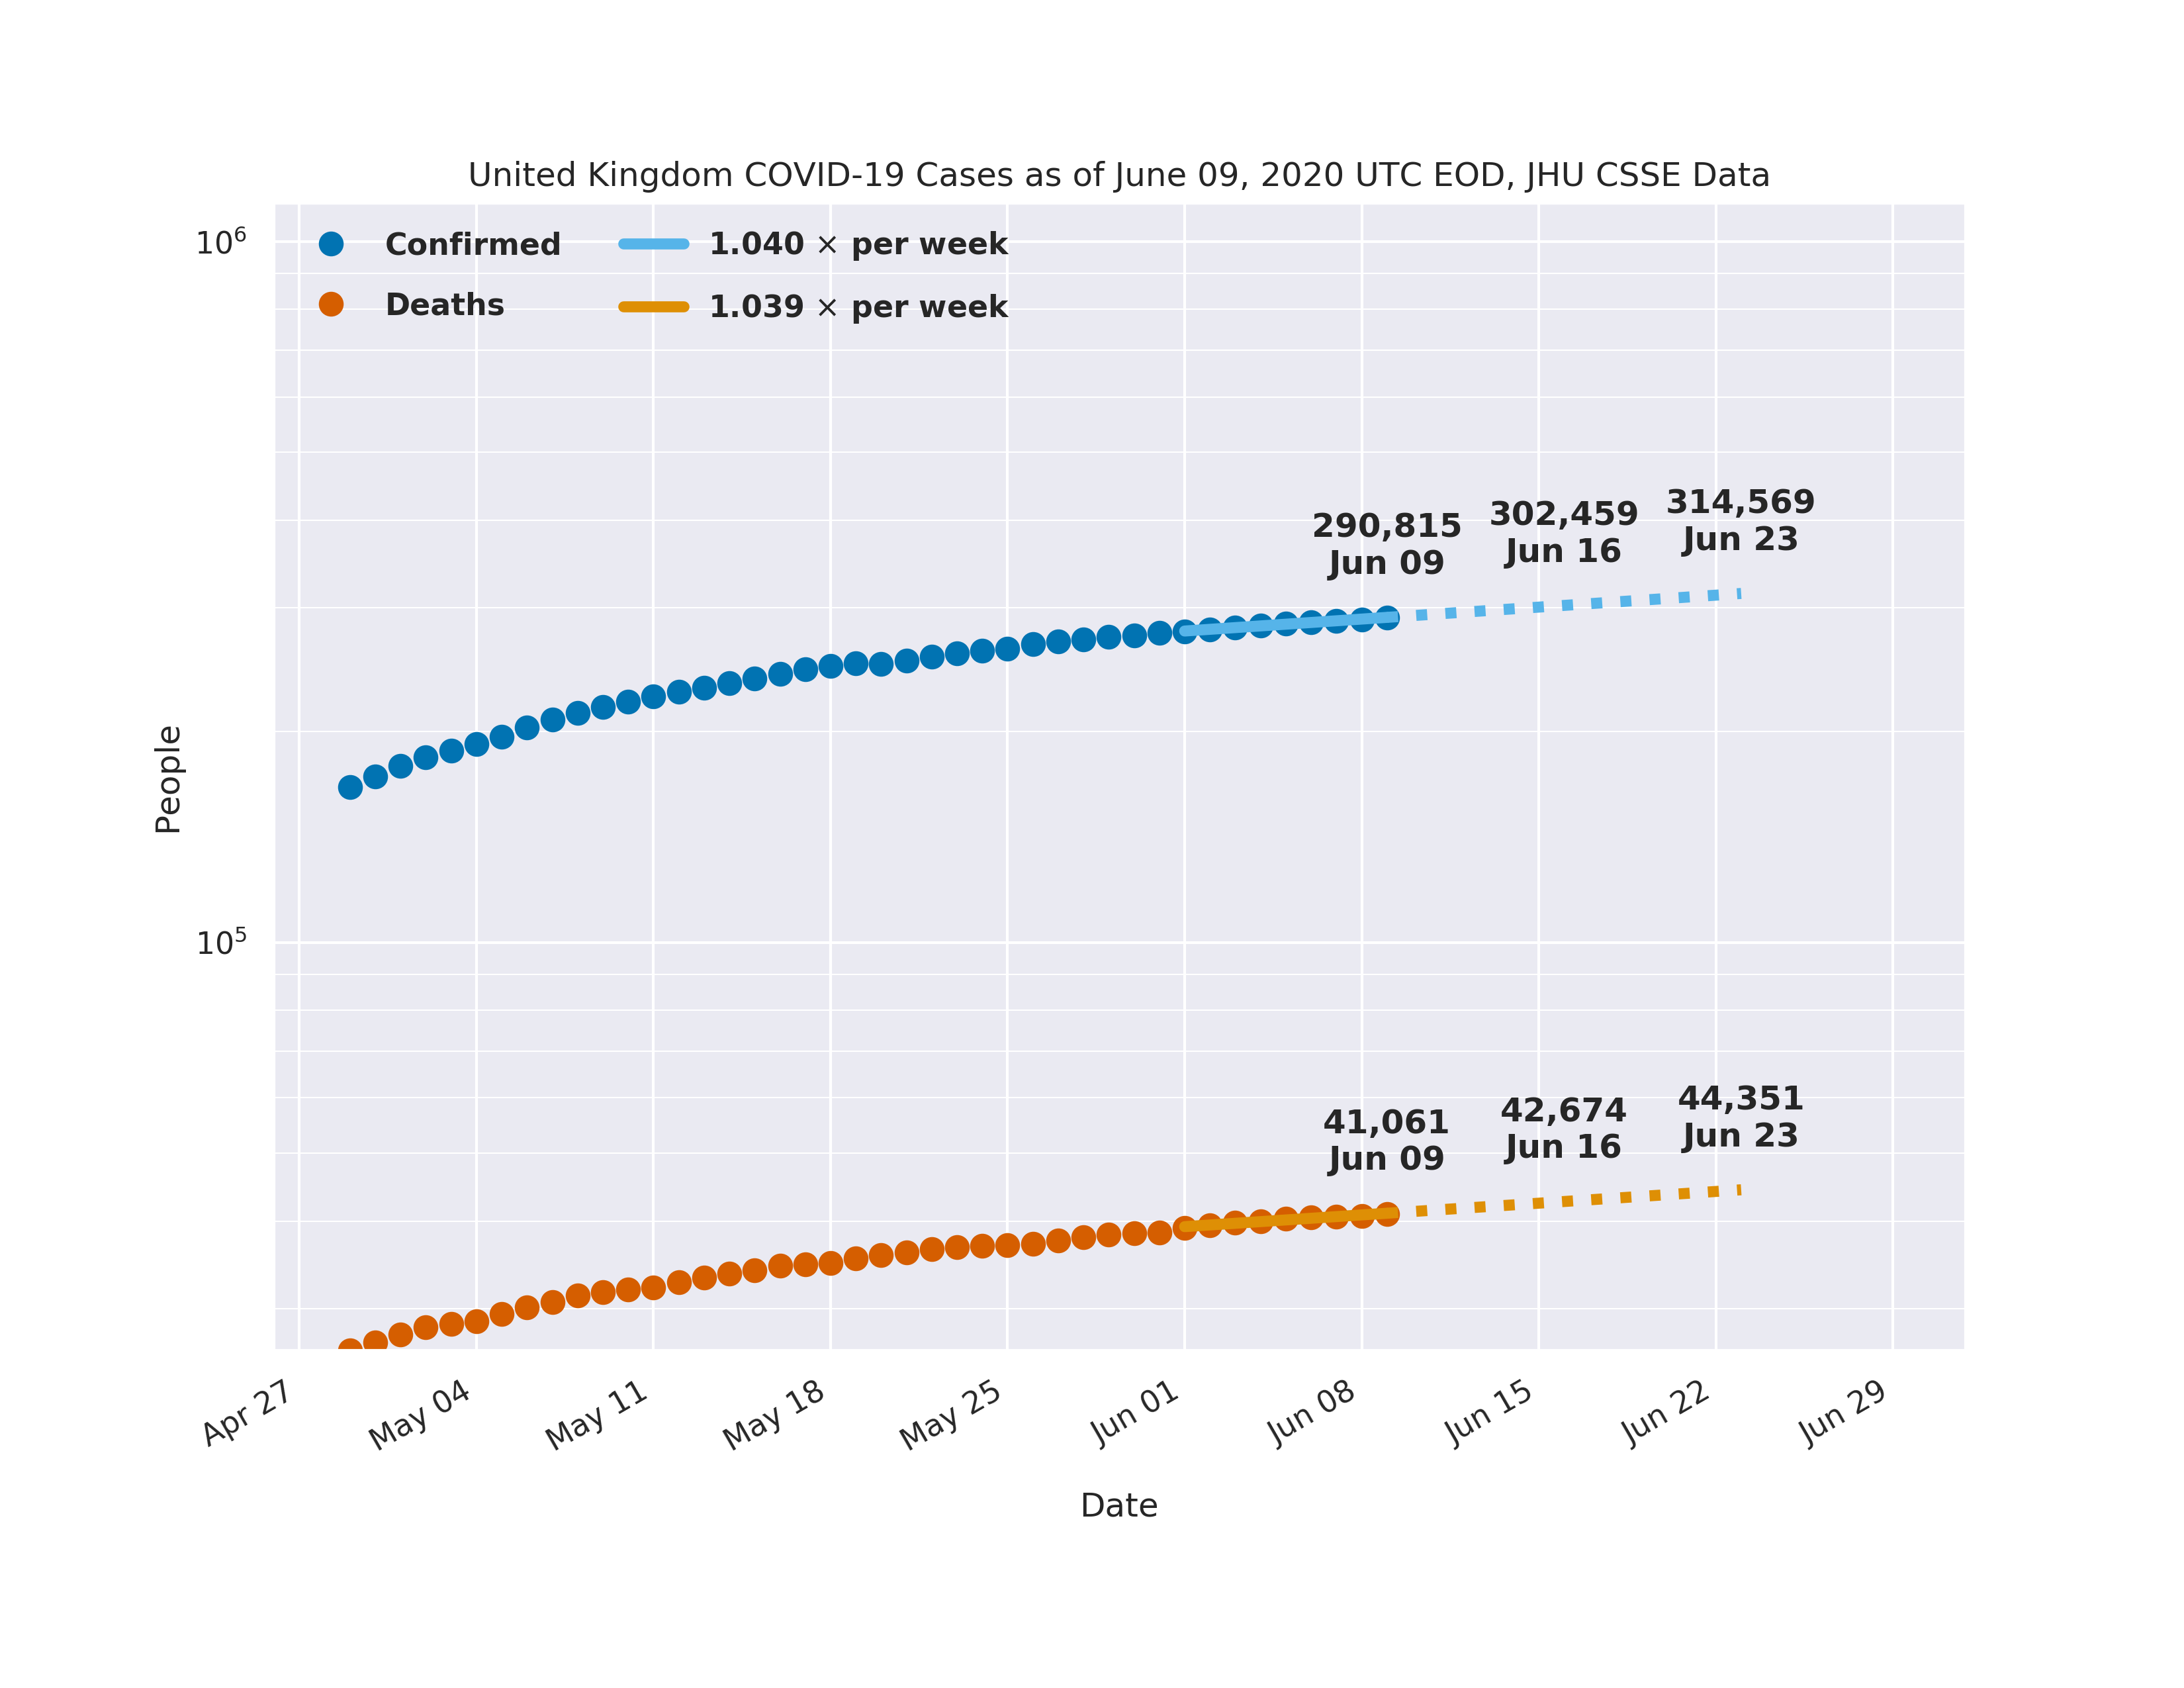 United Kingdom COVID-19 Cases as of June 09, 2020 UTC EOD, JHU CSSE Data
Confirmed
Deaths
1.040 × per week
1.039 × per week
10⁶
10⁵
People
290,815
Jun 09
302,459
Jun 16
314,569
Jun 23
41,061
Jun 09
42,674
Jun 16
44,351
Jun 23
Apr 27
May 04
May 11
May 18
May 25
Jun 01
Jun 08
Jun 15
Jun 22
Jun 29
Date